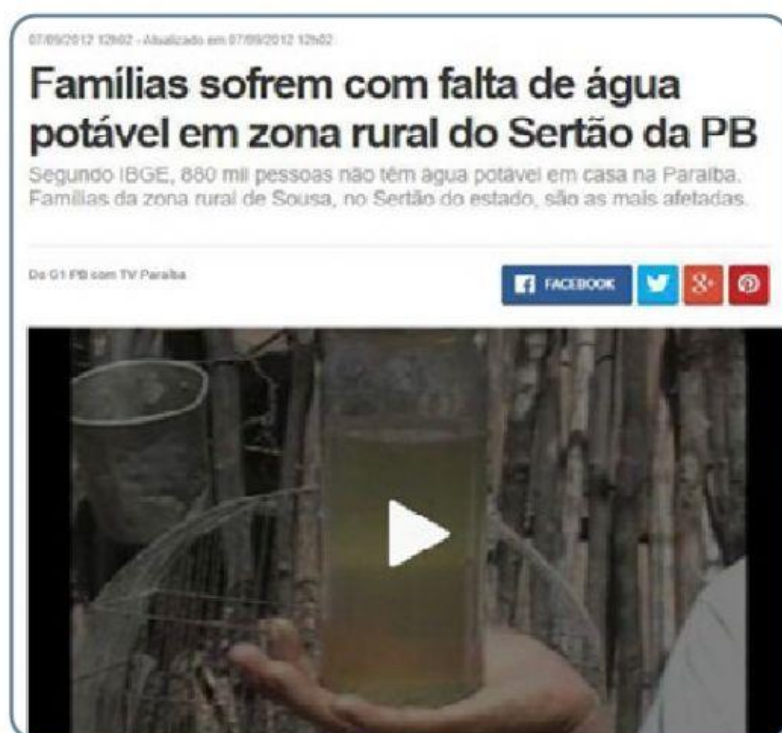 07/09/2012 12h02 - Atualizado em 07/09/2012 12h02
Famílias sofrem com falta de água
potável em zona rural do Sertão da PB
Segundo IBGE, 880 mil pessoas não têm água potável em casa na Paraíba.
Famílias da zona rural de Sousa, no Sertão do estado, são as mais afetadas.
Do G1 PB com TV Paraíba
FACEBOOK